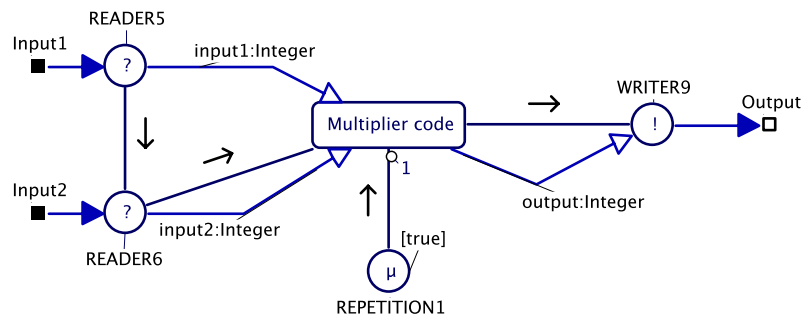 READER5
Input1
?
input1:Integer
Multiplier code
1
WRITER9
!
Output
Input2
?
input2:Integer
READER6
output:Integer
[true]
μ
REPETITION1